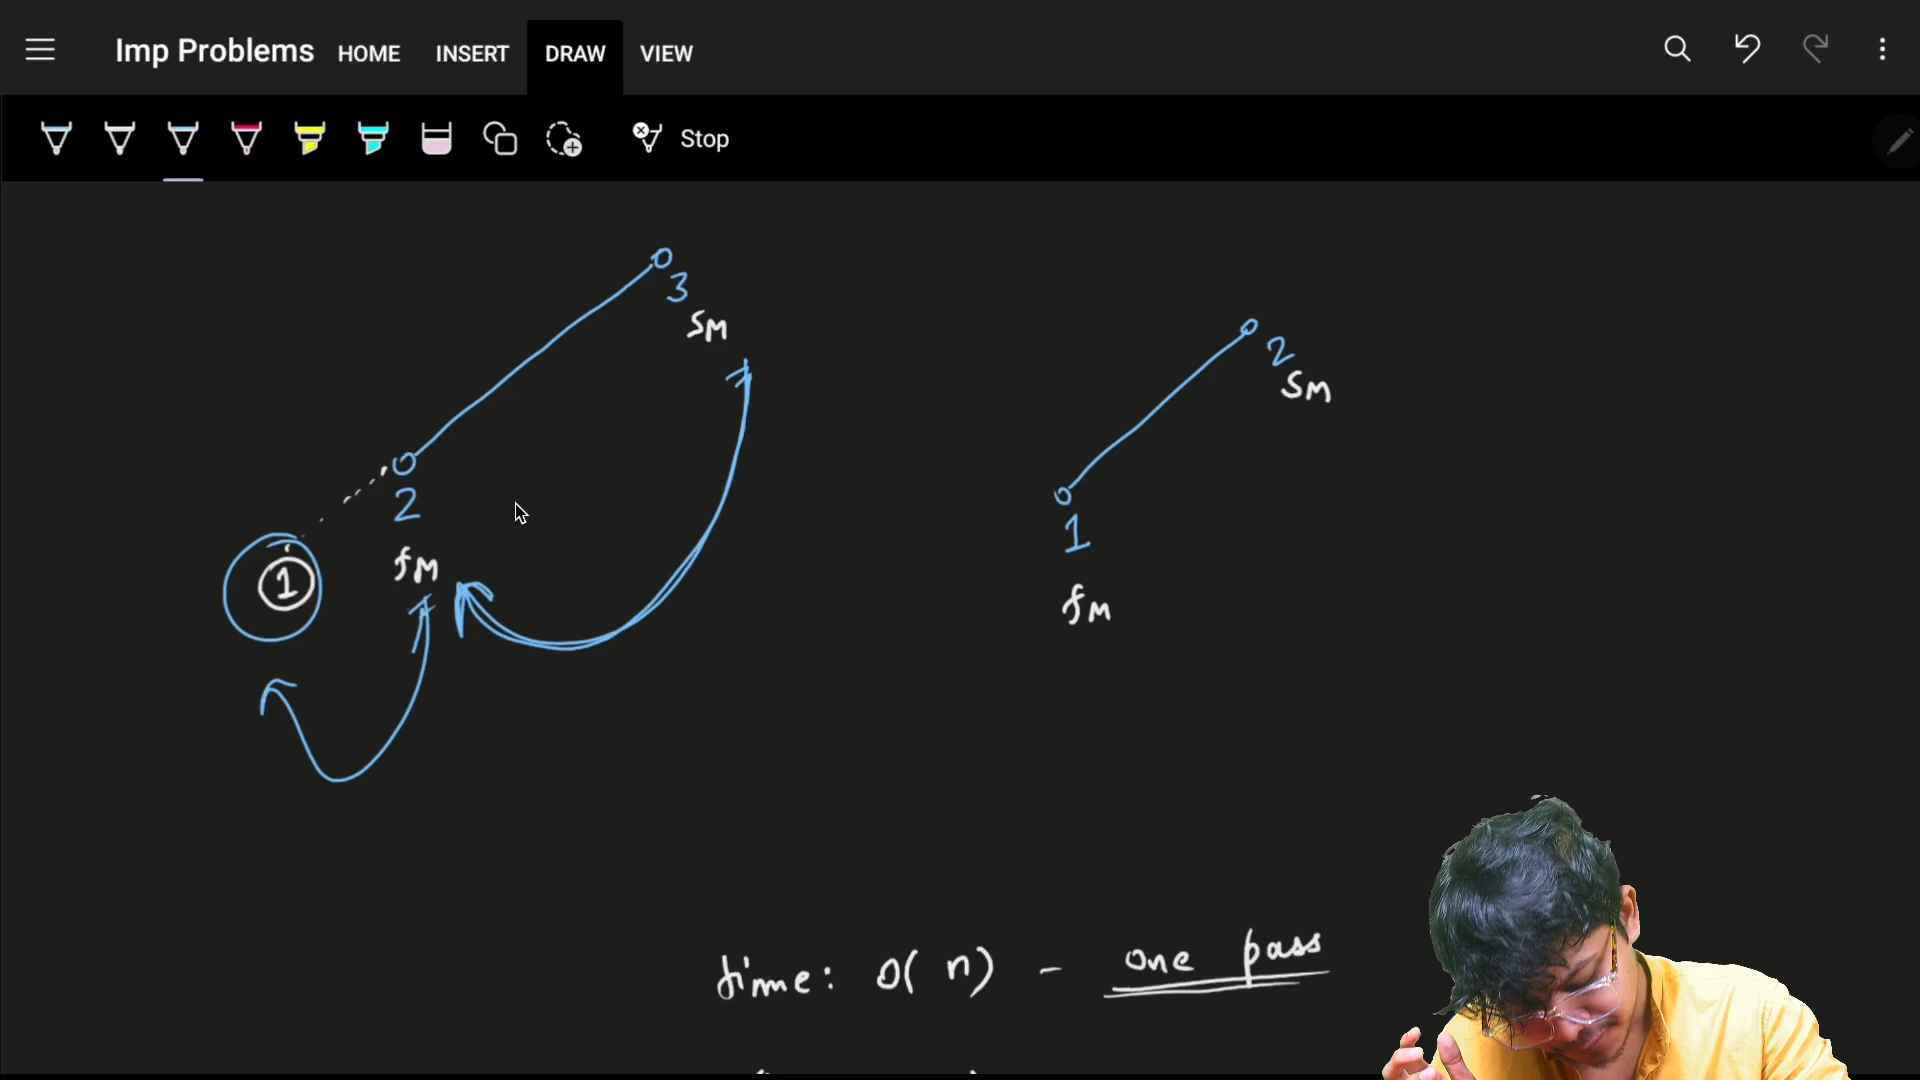 Imp Problems HOME INSERT DRAW VIEW
Stop
3
SM
2
SM
2
1
fM
1
fM
time: O( n) - one pass